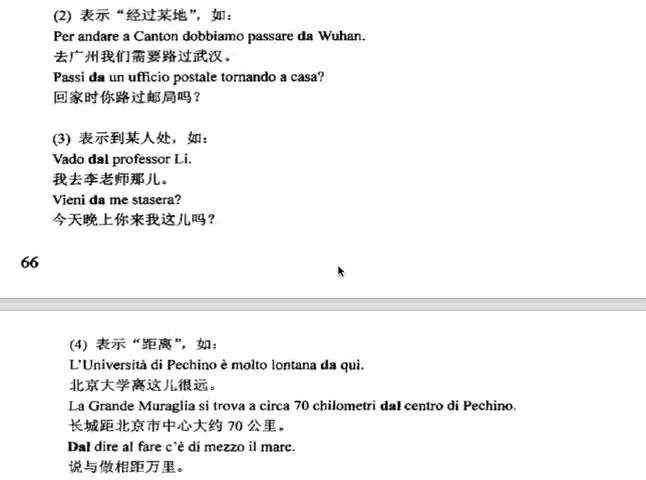 (2) 表示“经过某地”，如：
Per andare a Canton dobbiamo passare da Wuhan.
去广州我们需要路过武汉。
Passi da un ufficio postale tornando a casa?
回家时你路过邮局吗？
(3) 表示到某人处，如：
Vado dal professor Li.
我去李老师那儿。
Vieni da me stasera?
今天晚上你来我这儿吗？
66
(4) 表示“距离”，如：
L'Università di Pechino è molto lontana da qui.
北京大学离这儿很远。
La Grande Muraglia si trova a circa 70 chilometri dal centro di Pechino.
长城距北京市中心大约 70 公里。
Dal dire al fare c'è di mezzo il mare.
说与做相距万里。